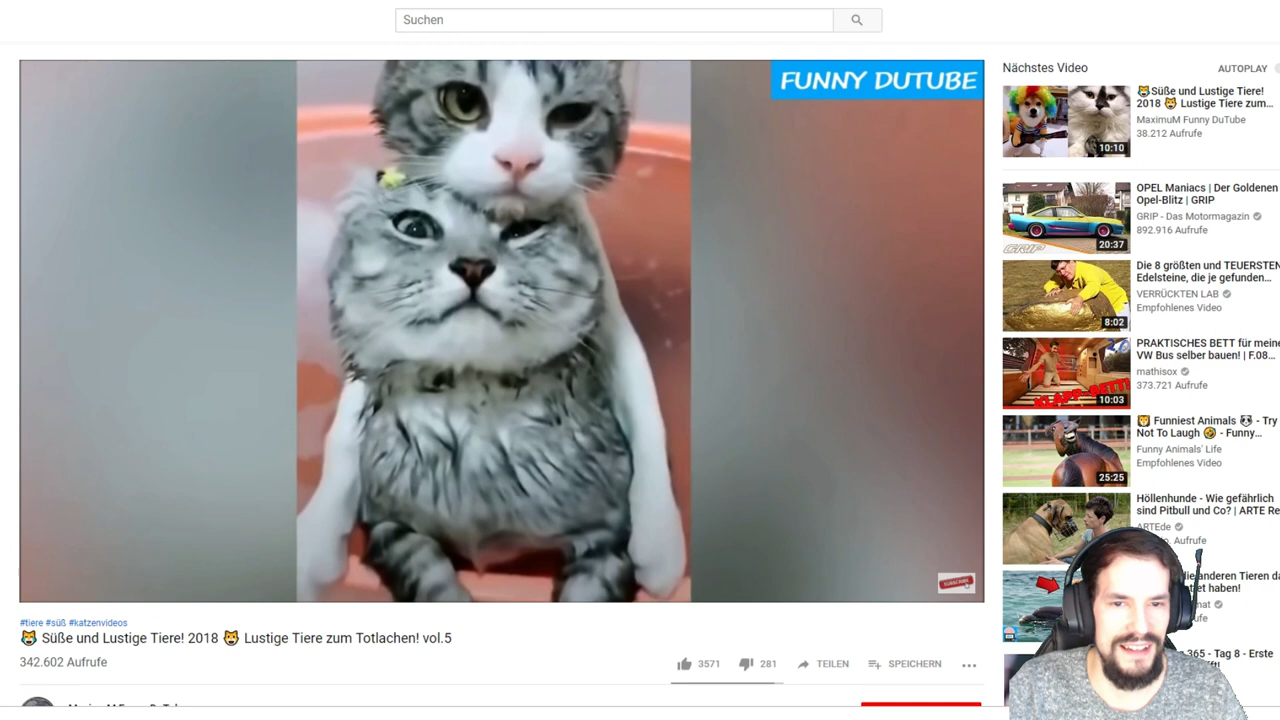 Suchen
FUNNY DUTUBE
SUBSCRIBE
#tiere #süß #katzenvideos
😹 Süße und Lustige Tiere! 2018 😹 Lustige Tiere zum Totlachen! vol.5
342.602 Aufrufe
3571
281
TEILEN
SPEICHERN
Nächstes Video
AUTOPLAY
😹Süße und Lustige Tiere!
2018 😹 Lustige Tiere zum...
MaximuM Funny DuTube
38.212 Aufrufe
10:10
OPEL Maniacs | Der Goldenen
Opel-Blitz | GRIP
GRIP - Das Motormagazin
892.916 Aufrufe
GRIP
20:37
Die 8 größten und TEUERSTEN
Edelsteine, die je gefunden...
VERRÜCKTEN LAB
Empfohlenes Video
8:02
PRAKTISCHES BETT für meine
VW Bus selber bauen! | F.08...
mathisox
373.721 Aufrufe
KLAPP-BETT!
10:03
🐯 Funniest Animals 🐼 - Try
Not To Laugh 🤣 - Funny...
Funny Animals' Life
Empfohlenes Video
25:25
Höllenhunde - Wie gefährlich
sind Pitbull und Co? | ARTE Re
ARTEde
Aufrufe
die anderen Tieren da
haben!
365 - Tag 8 - Erste